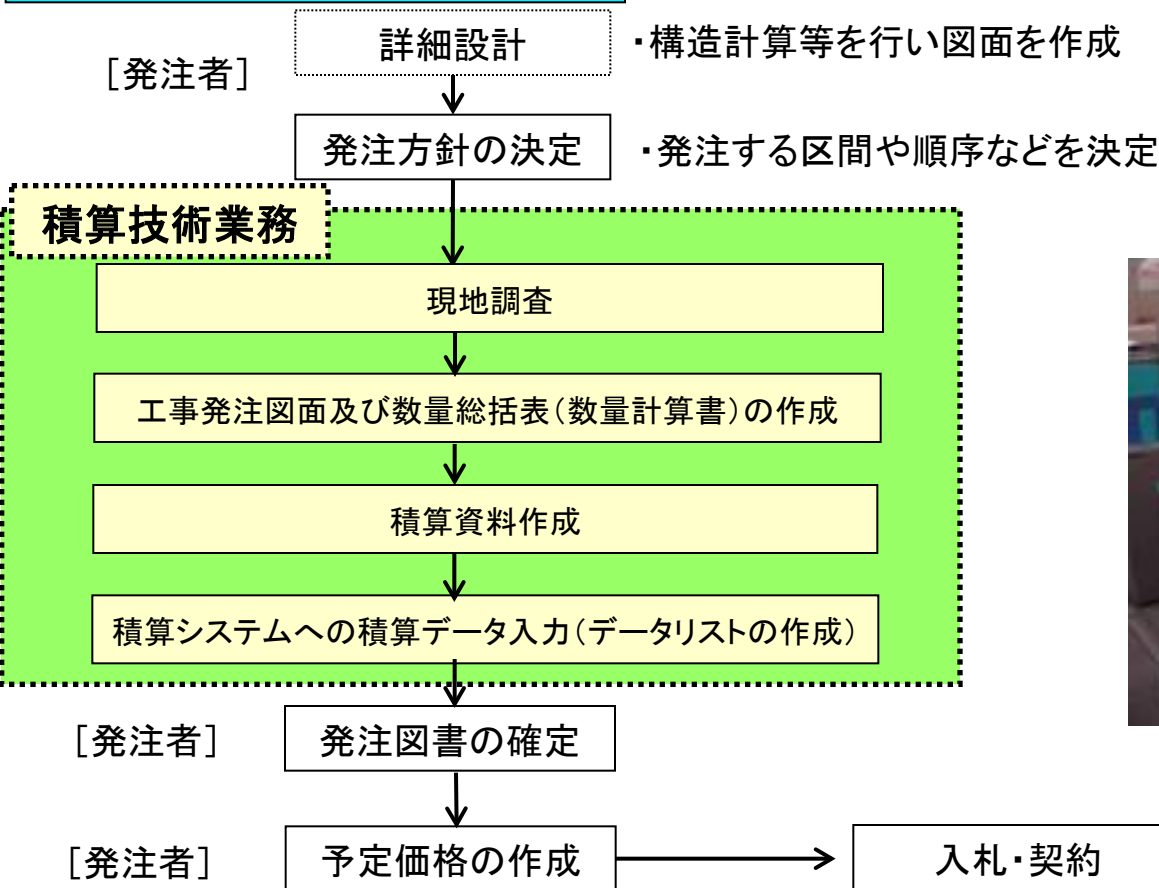 詳細設計
・構造計算等を行い図面を作成
［発注者］
発注方針の決定
・発注する区間や順序などを決定
積算技術業務
現地調査
工事発注図面及び数量総括表(数量計算書)の作成
積算資料作成
積算システムへの積算データ入力(データリストの作成)
［発注者］
発注図書の確定
［発注者］
予定価格の作成
入札・契約